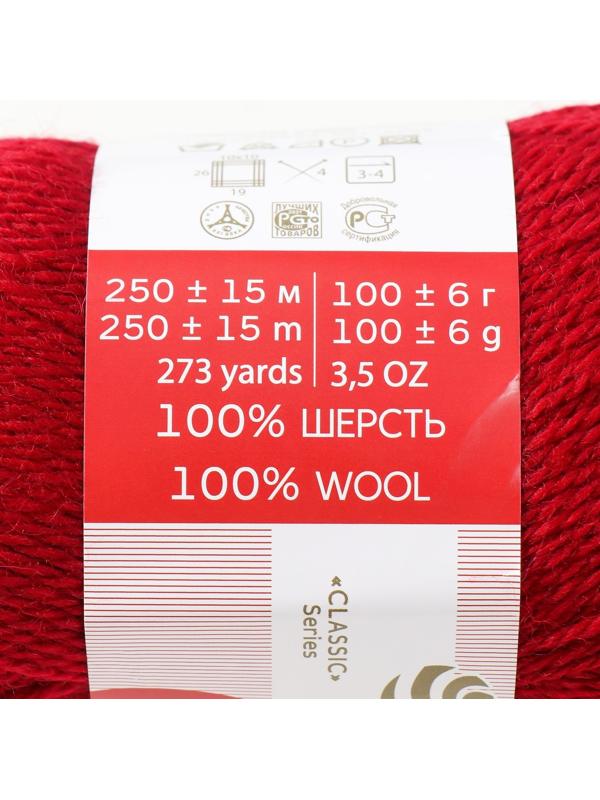 10x10
26
19
4
3-4
ЛУЧШИХ
ТОВАРОВ
Добровольная
РСТ
сертификация
250 ± 15 м
100 ± 6 г
250 ± 15 m
100 ± 6 g
273 yards
3,5 OZ
100% ШЕРСТЬ
100% WOOL
«CLASSIC»
Series